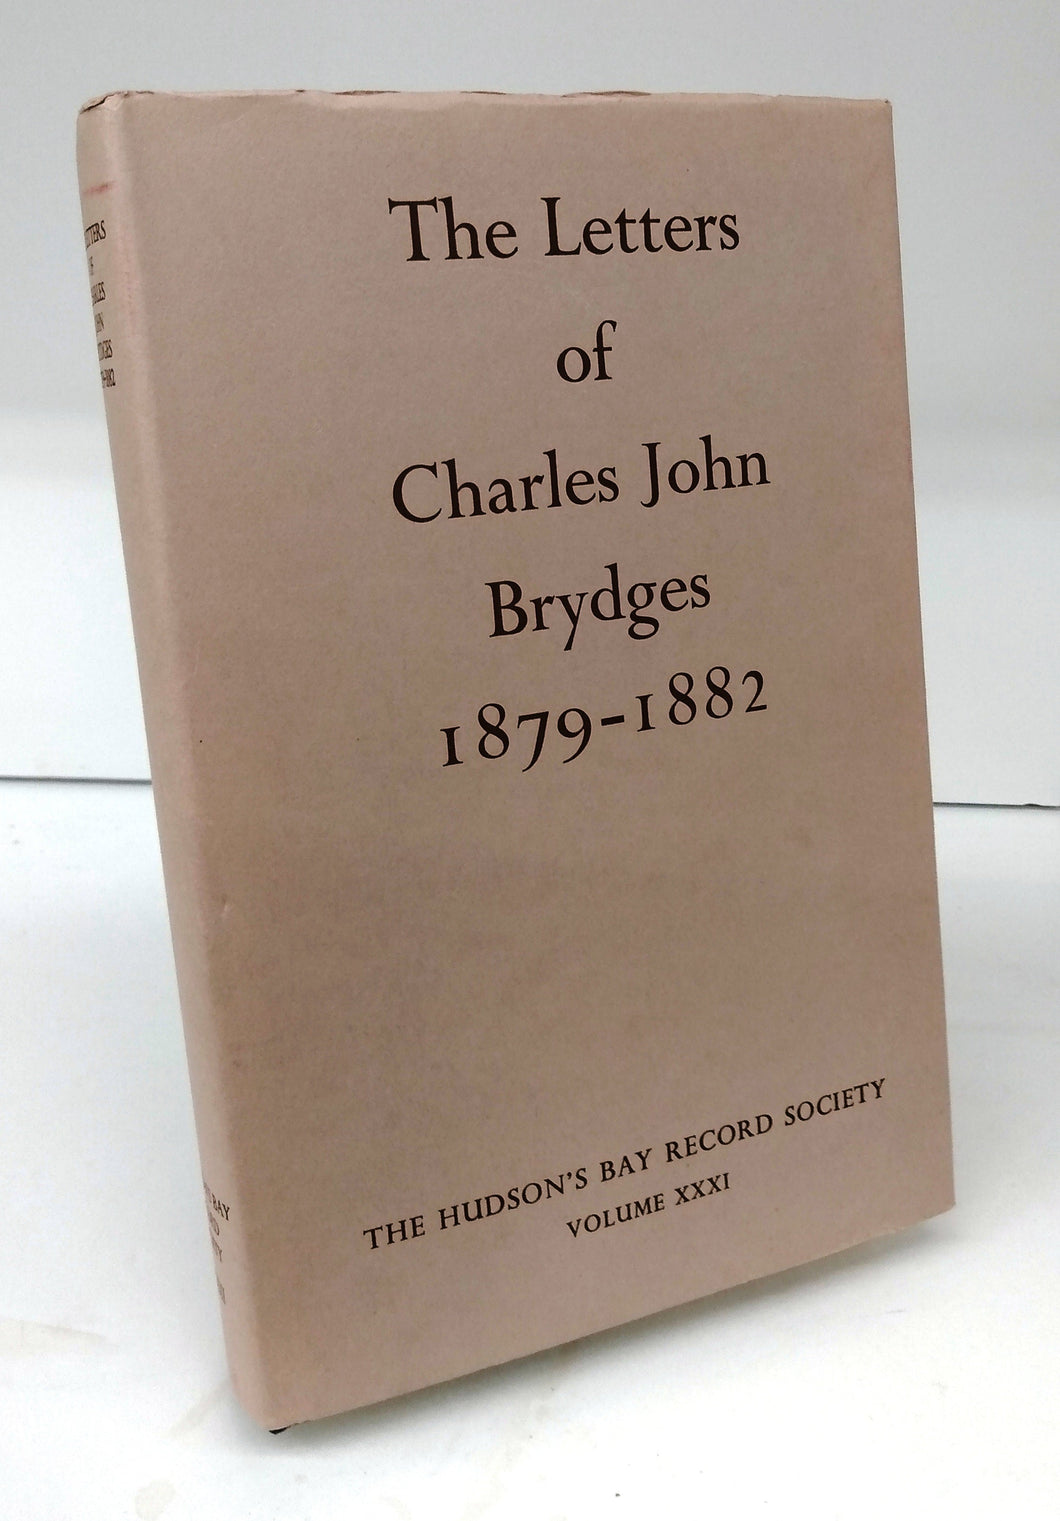 The Letters
of
Charles John
Brydges
1879-1882
THE HUDSON'S BAY RECORD SOCIETY
VOLUME XXXI